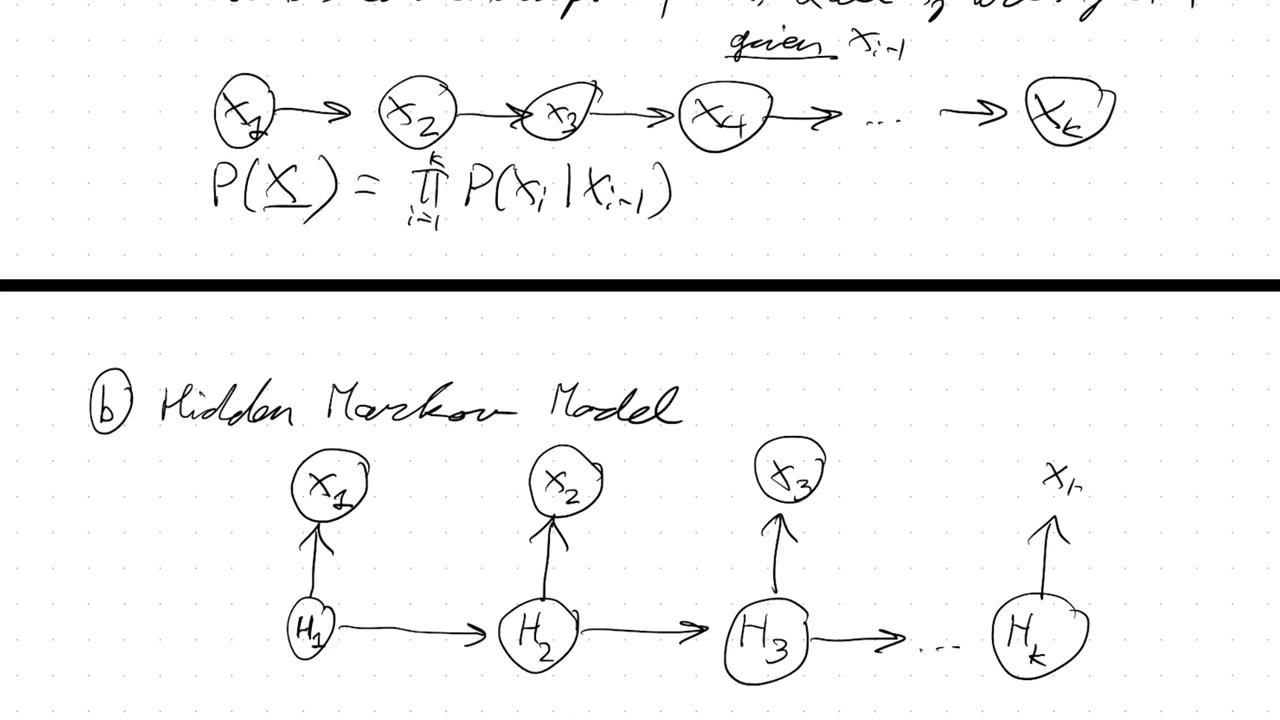 given Xi-1
X1 X2 X3 X4 ... Xk
P(X) = ∏ i=1 k P(Xi | Xi-1)
b Hidden Markov Model
X1 X2 X3
H1 H2 H3 ... Hk